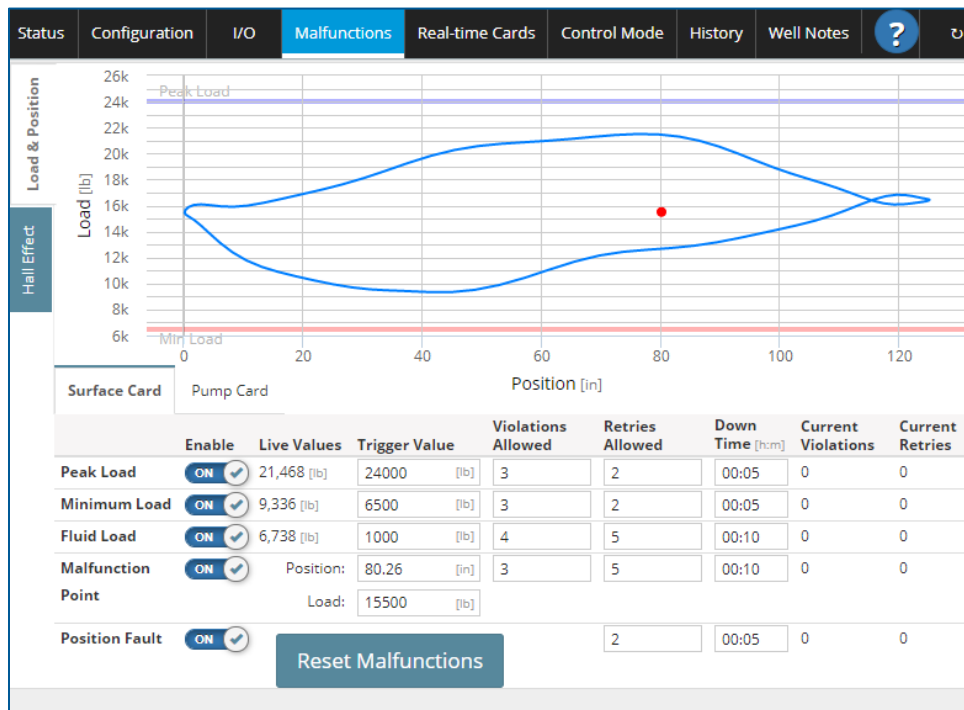 Status Configuration I/O Malfunctions Real-time Cards Control Mode History Well Notes ? ↻
Load & Position
Hall Effect
Load [lb]
26k
24k
22k
20k
18k
16k
14k
12k
10k
8k
6k
Peak Load
Min Load
0 20 40 60 80 100 120
Position [in]
Surface Card Pump Card
Enable Live Values Trigger Value Violations Allowed Retries Allowed Down Time [h:m] Current Violations Current Retries
Peak Load ON 21,468 [lb] 24000 [lb] 3 2 00:05 0 0
Minimum Load ON 9,336 [lb] 6500 [lb] 3 2 00:05 0 0
Fluid Load ON 6,738 [lb] 1000 [lb] 4 5 00:10 0 0
Malfunction ON Position: 80.26 [in] 3 5 00:10 0 0
Point Load: 15500 [lb]
Position Fault ON 2 00:05 0 0
Reset Malfunctions